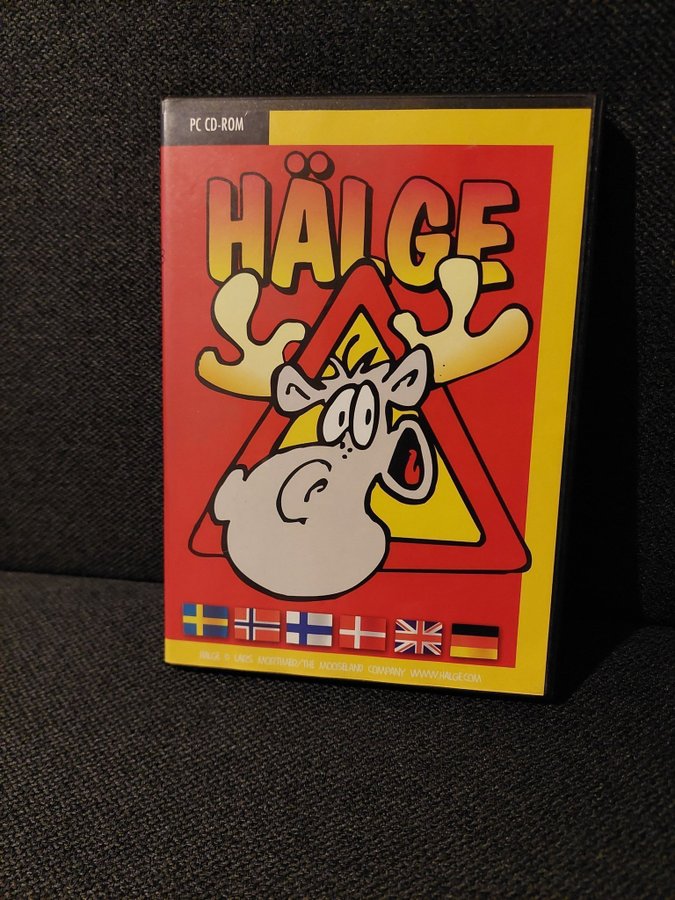 PC CD-ROM
HÄLGE
HÄLGE © LARS MORTIMER/THE MOOSELAND COMPANY WWW.HALGE.COM